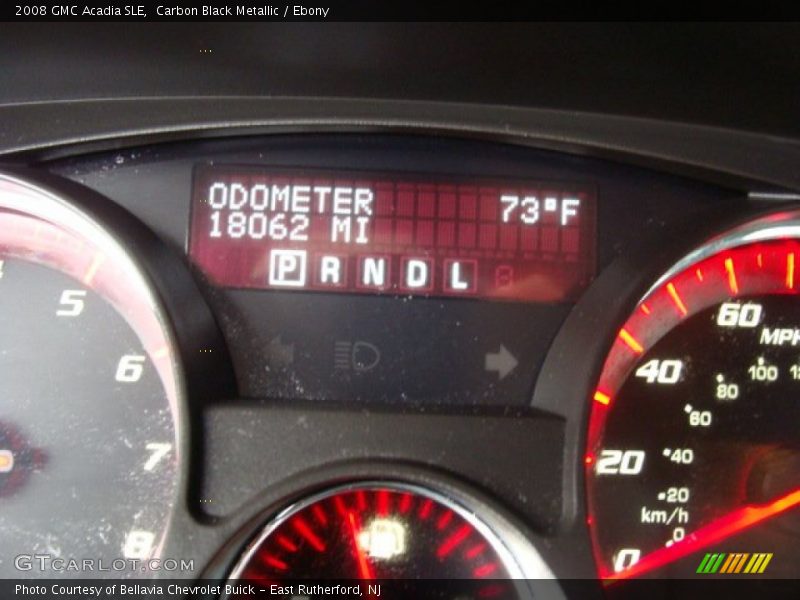 2008 GMC Acadia SLE, Carbon Black Metallic / Ebony
ODOMETER 73°F
18062 MI
P R N D L
5
6
7
8
60
MPH
40
100
80
60
20
40
20
km/h
0
0
GTCARLOT.COM
Photo Courtesy of Bellavia Chevrolet Buick - East Rutherford, NJ